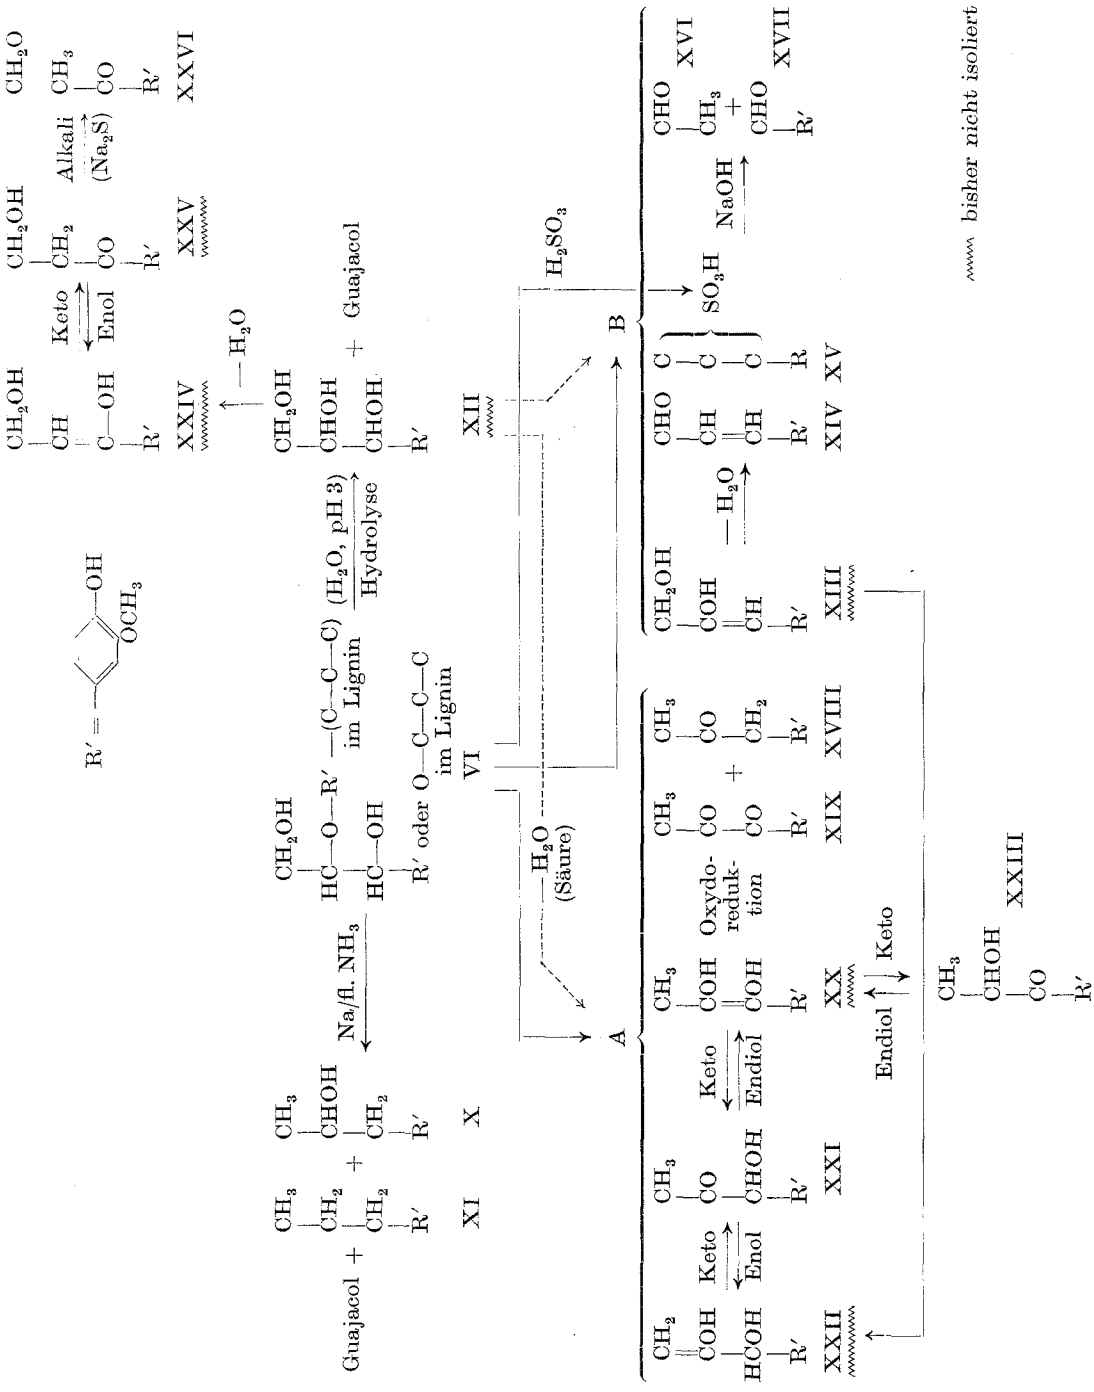 CH₂OH CH₂OH CH₂O
CH Keto CH₂ Alkali CH₃
R′ = OH C—OH Enol CO (Na₂S) CO
OCH₃
R′ R′ R′
XXIV XXV XXVI
—H₂O
CH₃ CH₃ CH₂OH CH₂OH
CH₂ CHOH HC—O—R′—(C—C—C) (H₂O, pH 3) CHOH
Guajacol + + Na/fl. NH₃ im Lignin + Guajacol
CH₂ CH₂ HC—OH Hydrolyse CHOH
R′ R′ R′ oder O—C—C—C R′
im Lignin
XI X VI XII
H₂O
(Säure) H₂SO₃
A B
CH₂ CH₃ CH₃ CH₃ CH₃ CH₂OH CHO C CHO
XVI
COH Keto CO Keto COH Oxydo- CO CO COH —H₂O CH C SO₃H NaOH CH₃
reduk- + +
HCOH Enol CHOH Endiol COH tion CO CH₂ CH CH C CHO
R′ R′ R′ R′ R′ R′ R′ R R′
XVII
XXII XXI XX XIX XVIII XIII XIV XV
Endiol Keto
CH₃
CHOH
XXIII
CO
R′
bisher nicht isoliert